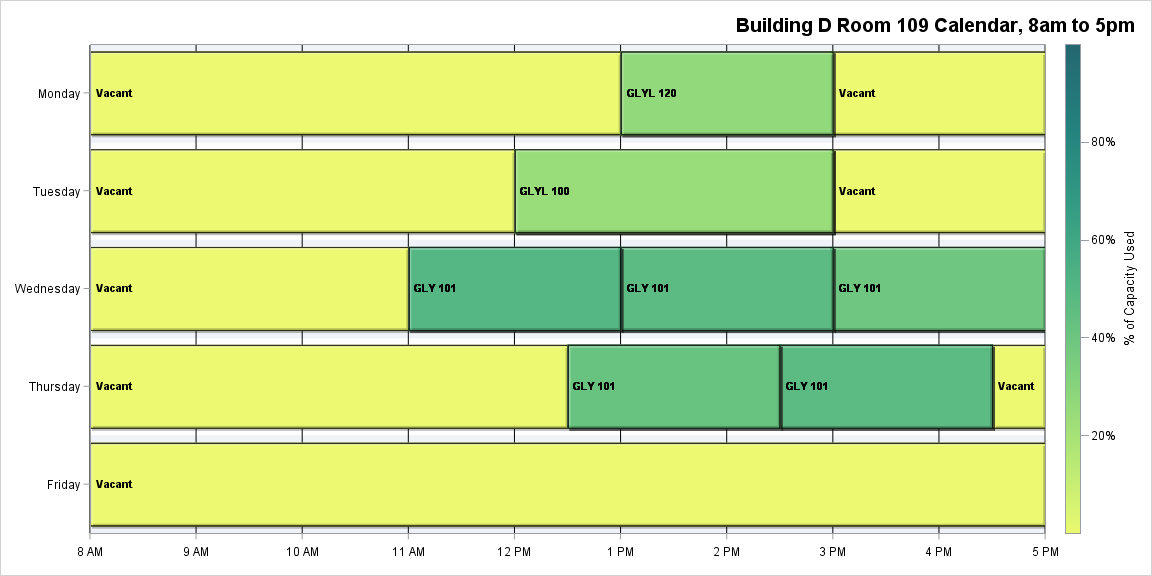 Building D Room 109 Calendar, 8am to 5pm
Monday
Vacant
GLYL 120
Vacant
Tuesday
Vacant
GLYL 100
Vacant
Wednesday
Vacant
GLY 101
GLY 101
GLY 101
Thursday
Vacant
GLY 101
GLY 101
Vacant
Friday
Vacant
8 AM
9 AM
10 AM
11 AM
12 PM
1 PM
2 PM
3 PM
4 PM
5 PM
80%
60%
40%
20%
% of Capacity Used